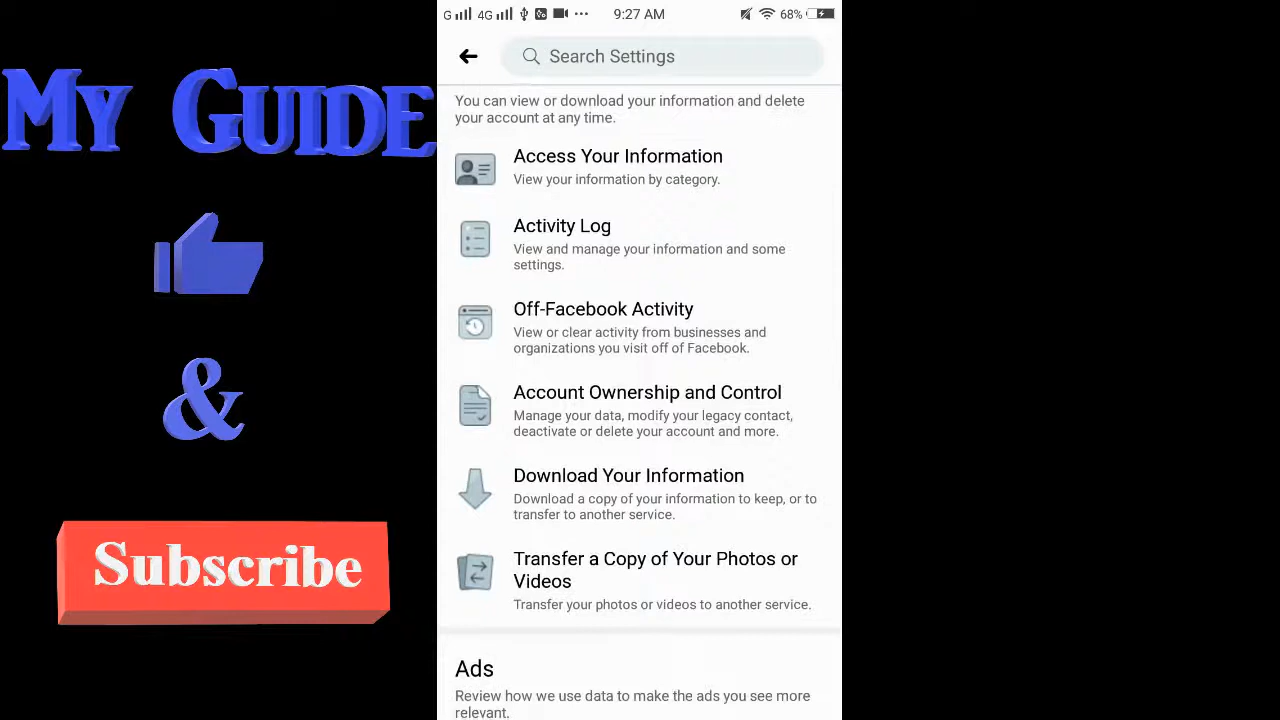 My Guide
&
Subscribe
G 4G 9:27 AM 68%
Search Settings
You can view or download your information and delete
your account at any time.
Access Your Information
View your information by category.
Activity Log
View and manage your information and some
settings.
Off-Facebook Activity
View or clear activity from businesses and
organizations you visit off of Facebook.
Account Ownership and Control
Manage your data, modify your legacy contact,
deactivate or delete your account and more.
Download Your Information
Download a copy of your information to keep, or to
transfer to another service.
Transfer a Copy of Your Photos or
Videos
Transfer your photos or videos to another service.
Ads
Review how we use data to make the ads you see more
relevant.